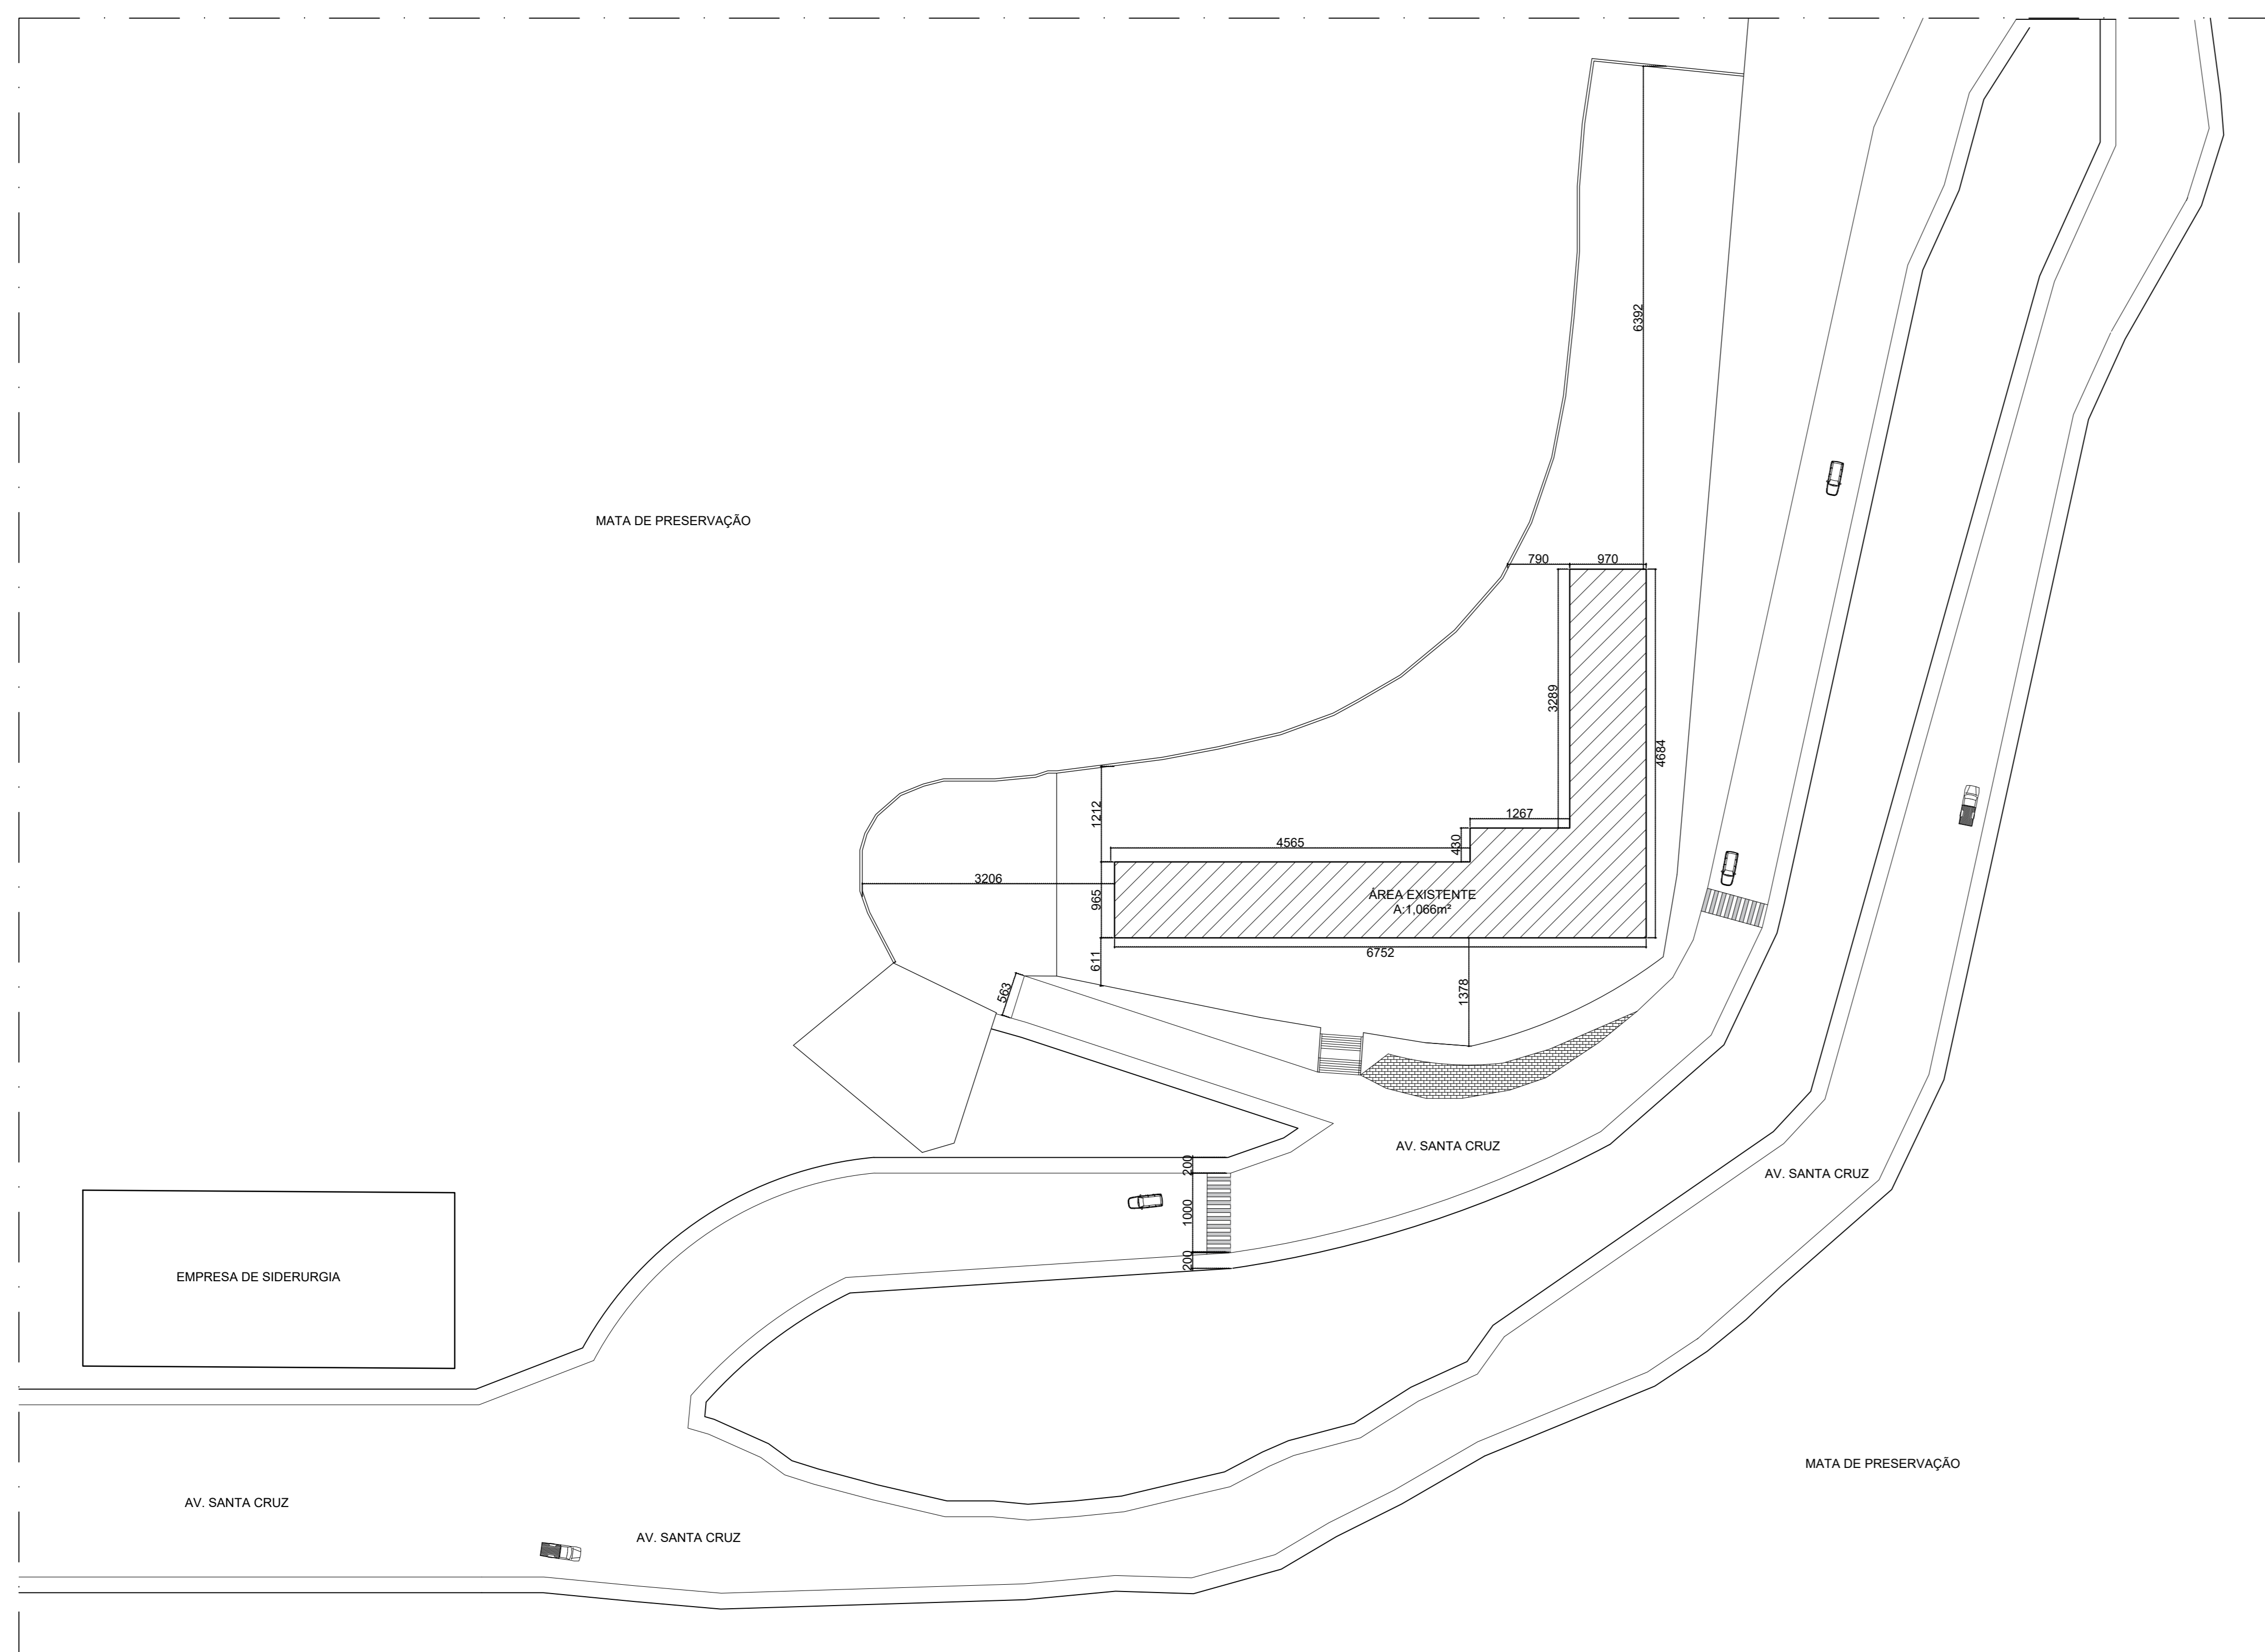 6392
MATA DE PRESERVAÇÃO
790
970
3289
4684
1212
1267
430
4565
3206
965
ÁREA EXISTENTE
A:1,066m²
6752
611
563
1378
AV. SANTA CRUZ
200
AV. SANTA CRUZ
1000
200
EMPRESA DE SIDERURGIA
MATA DE PRESERVAÇÃO
AV. SANTA CRUZ
AV. SANTA CRUZ